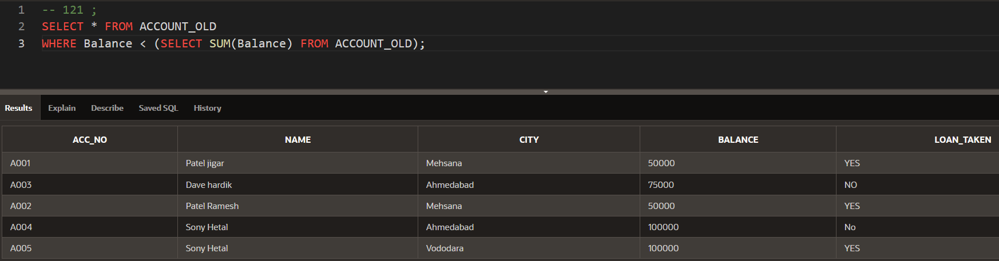 1 -- 121 ;
2 SELECT * FROM ACCOUNT_OLD
3 WHERE Balance < (SELECT SUM(Balance) FROM ACCOUNT_OLD);
Results Explain Describe Saved SQL History
ACC_NO NAME CITY BALANCE LOAN_TAKEN
A001 Patel jigar Mehsana 50000 YES
A003 Dave hardik Ahmedabad 75000 NO
A002 Patel Ramesh Mehsana 50000 YES
A004 Sony Hetal Ahmedabad 100000 No
A005 Sony Hetal Vododara 100000 YES